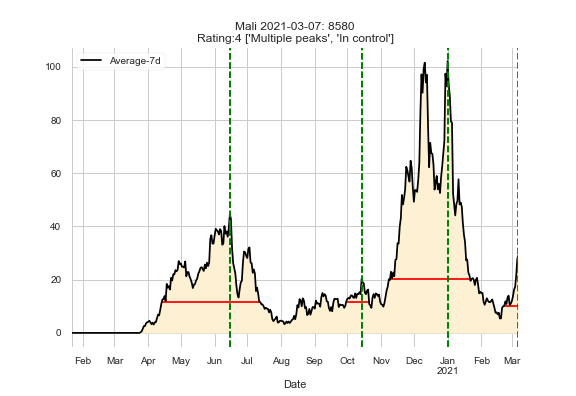 Mali 2021-03-07: 8580
Rating:4 ['Multiple peaks', 'In control']
Average-7d
100
80
60
40
20
0
Feb Mar Apr May Jun Jul Aug Sep Oct Nov Dec Jan Feb Mar
2021
Date